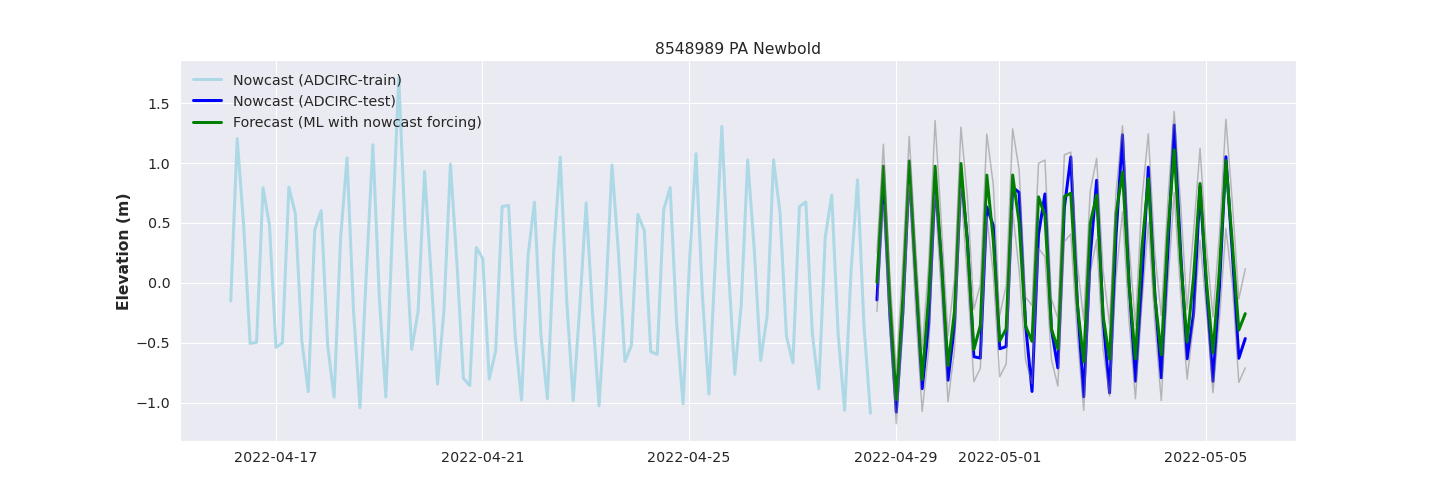 8548989 PA Newbold
Nowcast (ADCIRC-train)
Nowcast (ADCIRC-test)
Forecast (ML with nowcast forcing)
Elevation (m)
1.5
1.0
0.5
0.0
−0.5
−1.0
2022-04-17 2022-04-21 2022-04-25 2022-04-29 2022-05-01 2022-05-05